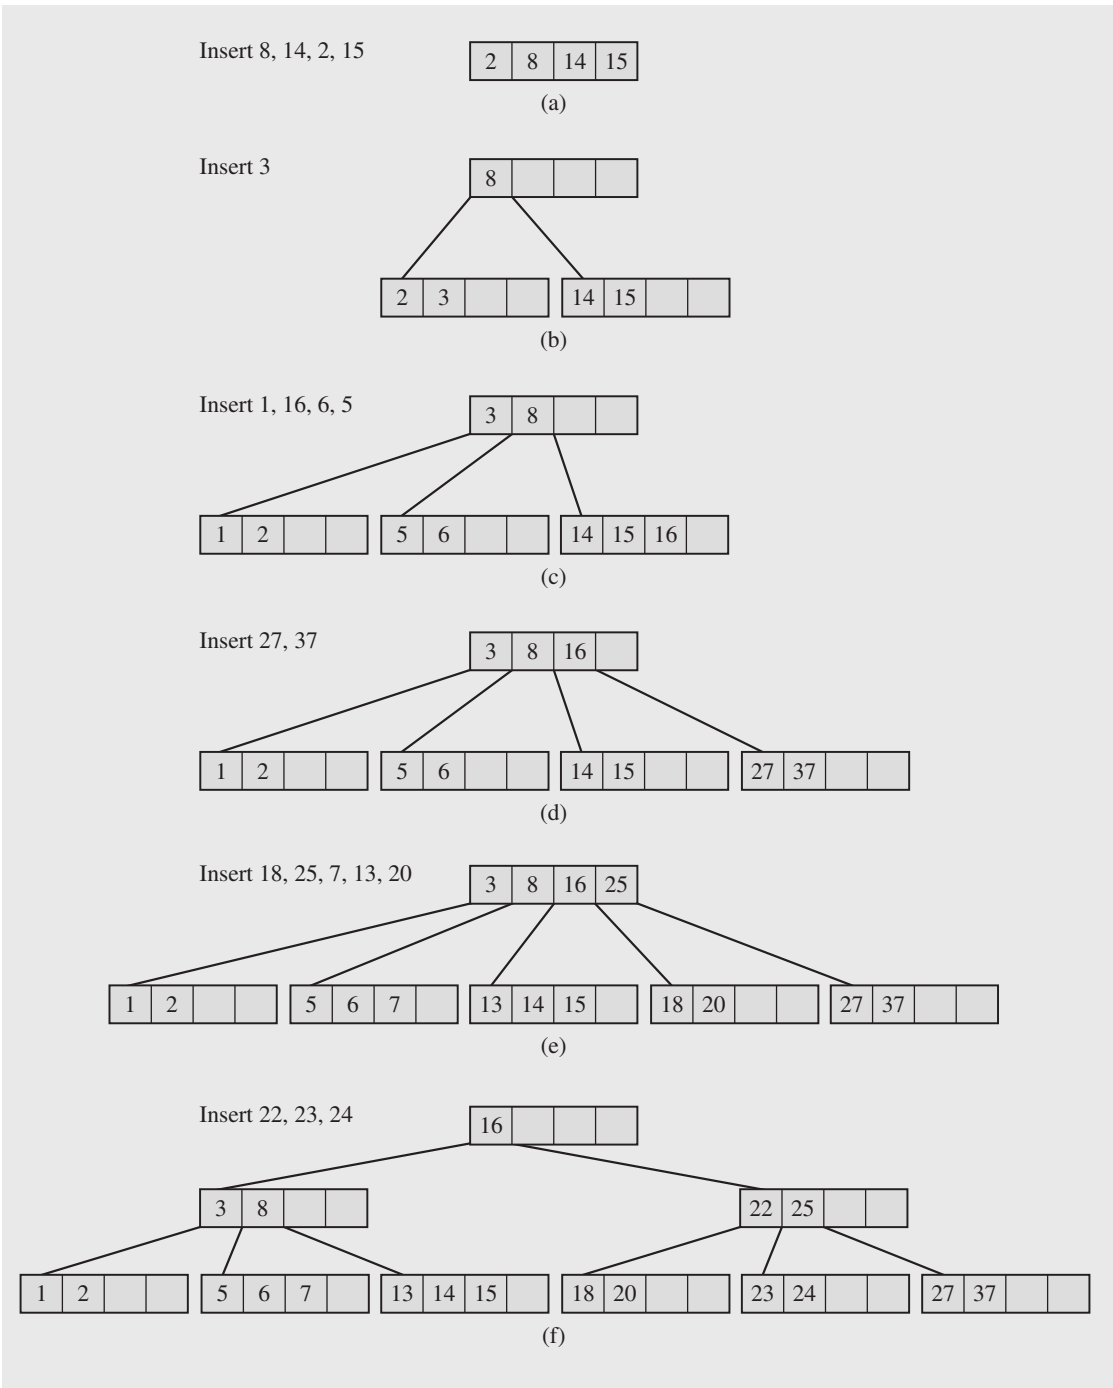 Insert 8, 14, 2, 15
2 8 14 15
(a)
Insert 3
8
2 3 14 15
(b)
Insert 1, 16, 6, 5
3 8
1 2 5 6 14 15 16
(c)
Insert 27, 37
3 8 16
1 2 5 6 14 15 27 37
(d)
Insert 18, 25, 7, 13, 20
3 8 16 25
1 2 5 6 7 13 14 15 18 20 27 37
(e)
Insert 22, 23, 24
16
3 8 22 25
1 2 5 6 7 13 14 15 18 20 23 24 27 37
(f)